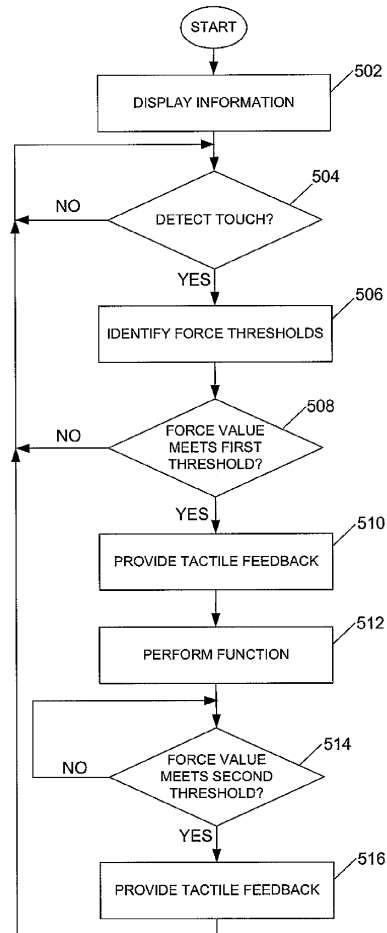 START
502
DISPLAY INFORMATION
504
DETECT TOUCH?
NO
YES
506
IDENTIFY FORCE THRESHOLDS
508
FORCE VALUE
MEETS FIRST
THRESHOLD?
NO
YES
510
PROVIDE TACTILE FEEDBACK
512
PERFORM FUNCTION
514
FORCE VALUE
MEETS SECOND
THRESHOLD?
NO
YES
516
PROVIDE TACTILE FEEDBACK